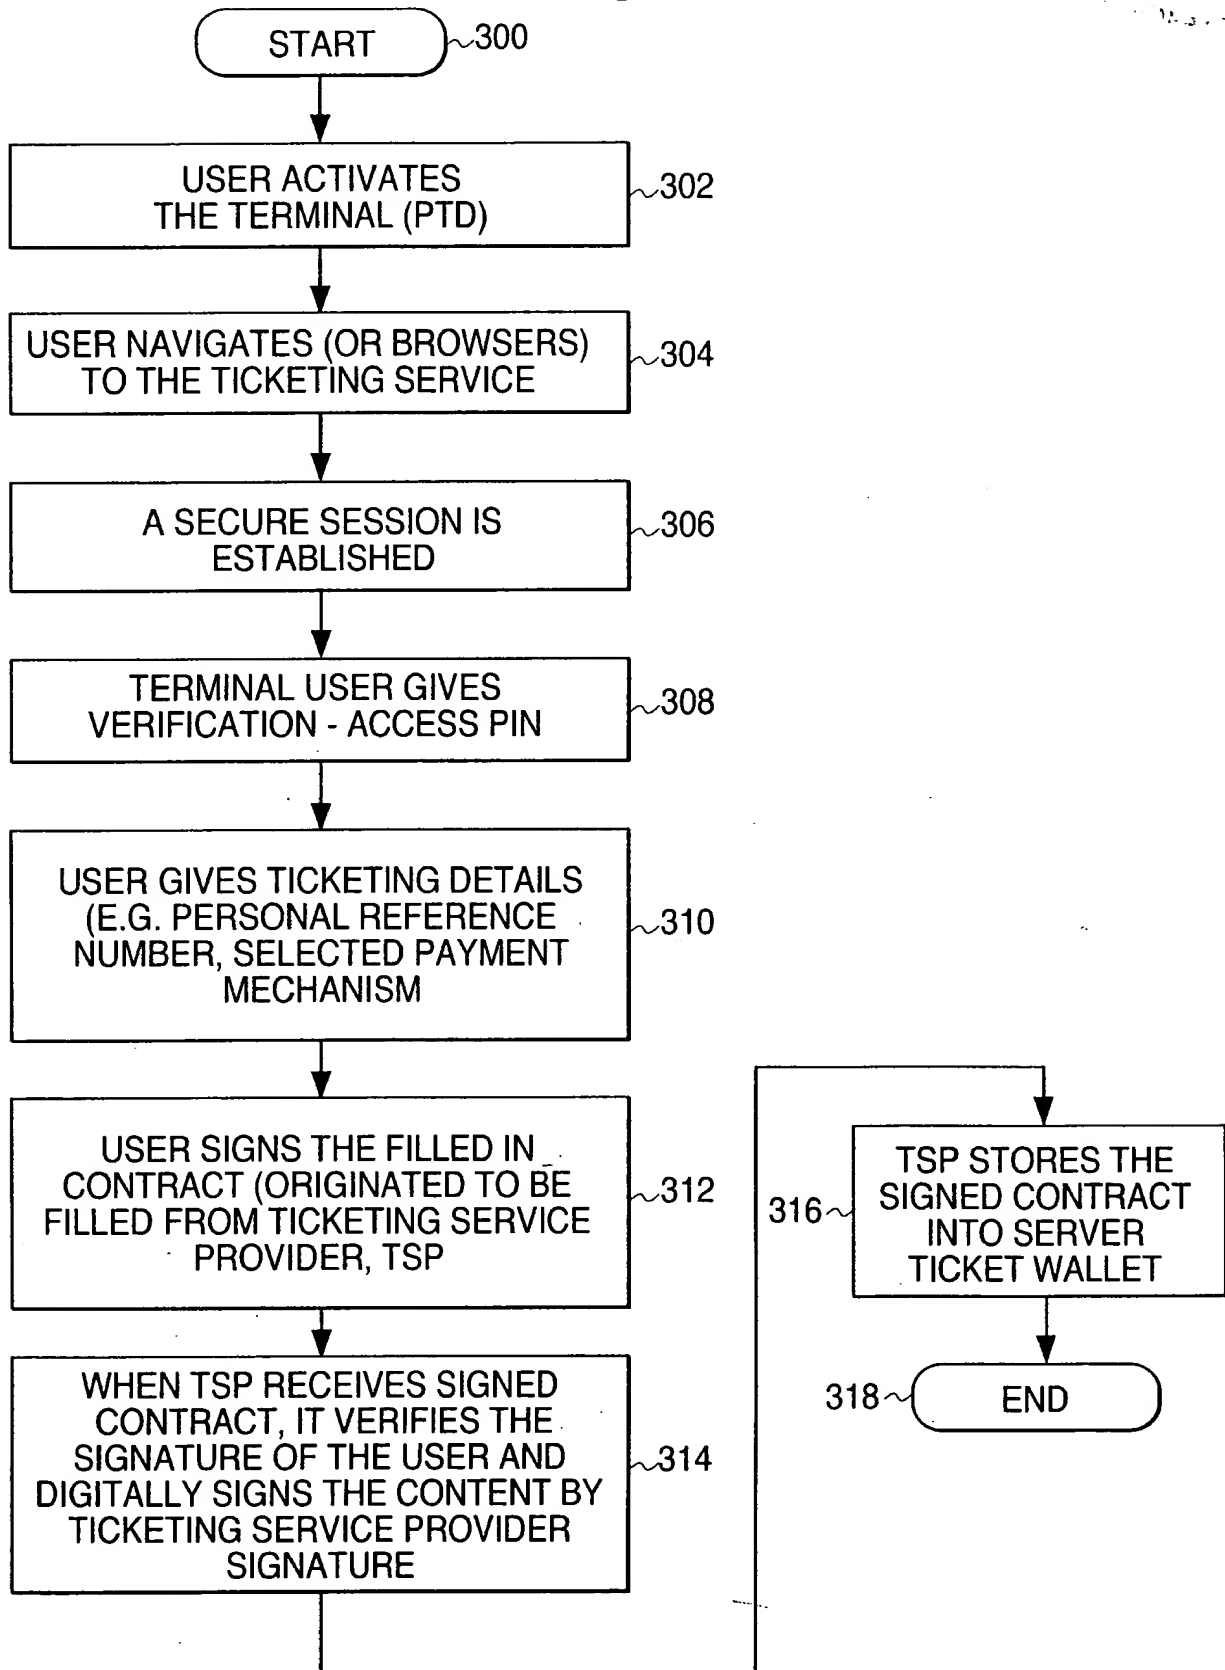 START
300
USER ACTIVATES
THE TERMINAL (PTD)
302
USER NAVIGATES (OR BROWSERS)
TO THE TICKETING SERVICE
304
A SECURE SESSION IS
ESTABLISHED
306
TERMINAL USER GIVES
VERIFICATION - ACCESS PIN
308
USER GIVES TICKETING DETAILS
(E.G. PERSONAL REFERENCE
NUMBER, SELECTED PAYMENT
MECHANISM
310
USER SIGNS THE FILLED IN
CONTRACT (ORIGINATED TO BE
FILLED FROM TICKETING SERVICE
PROVIDER, TSP
312
WHEN TSP RECEIVES SIGNED
CONTRACT, IT VERIFIES THE
SIGNATURE OF THE USER AND
DIGITALLY SIGNS THE CONTENT BY
TICKETING SERVICE PROVIDER
SIGNATURE
314
TSP STORES THE
SIGNED CONTRACT
INTO SERVER
TICKET WALLET
316
END
318